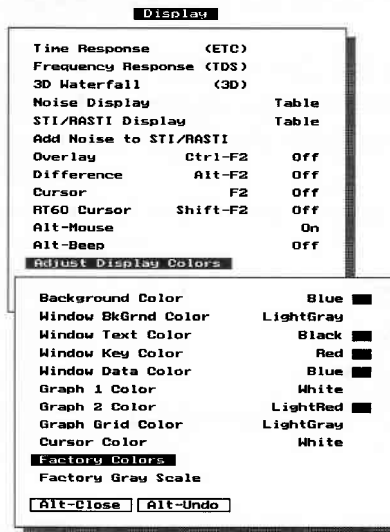 Display
Time Response (ETC)
Frequency Response (TDS)
3D Waterfall (3D)
Noise Display Table
STI/RASTI Display Table
Add Noise to STI/RASTI
Overlay Ctrl-F2 Off
Difference Alt-F2 Off
Cursor F2 Off
RT60 Cursor Shift-F2 Off
Alt-Mouse On
Alt-Beep Off
Adjust Display Colors
Background Color Blue
Window BkGrnd Color LightGray
Window Text Color Black
Window Key Color Red
Window Data Color Blue
Graph 1 Color White
Graph 2 Color LightRed
Graph Grid Color LightGray
Cursor Color White
Factory Colors
Factory Gray Scale
Alt-Close Alt-Undo